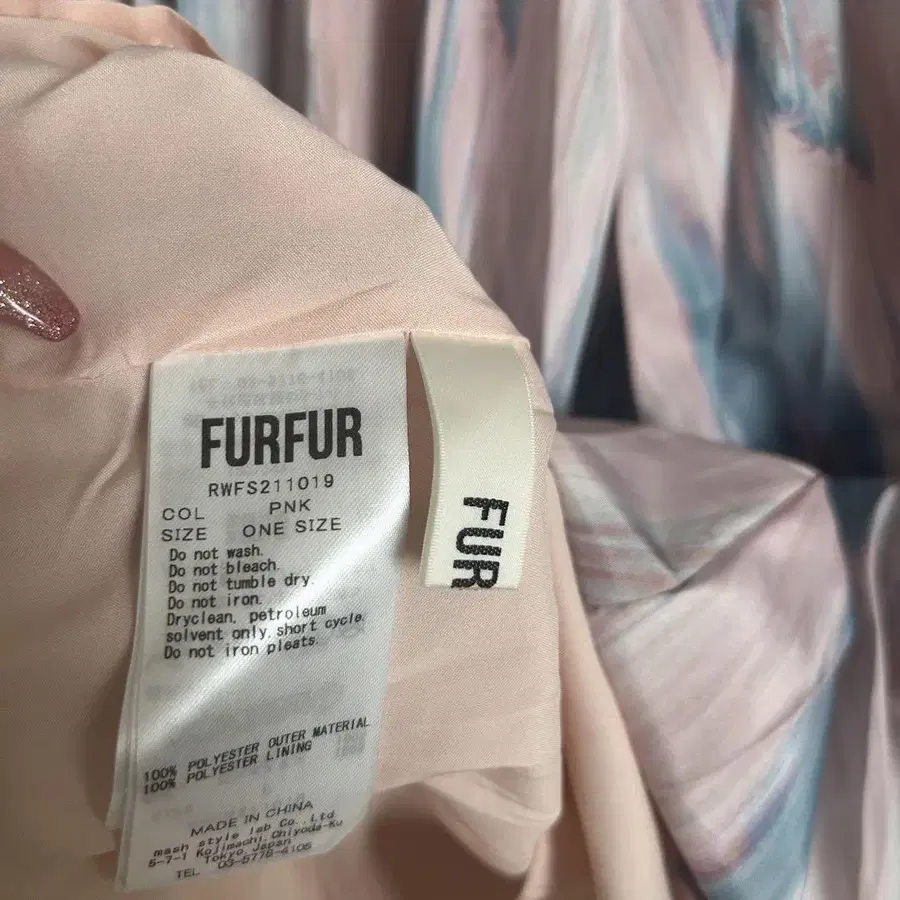 FURFUR
RWFS211019
COL PNK
SIZE ONE SIZE
Do not wash.
Do not bleach.
Do not tumble dry.
Do not iron.
Dryclean, petroleum
solvent only short cycle.
Do not iron pleats.
100% POLYESTER OUTER MATERIAL
100% POLYESTER LINING
MADE IN CHINA
mash style lab Co.,Ltd
5-7-1 Kojimachi,Chiyoda-Ku
Tokyo,Japan
TEL 03-5778-4105
FUR